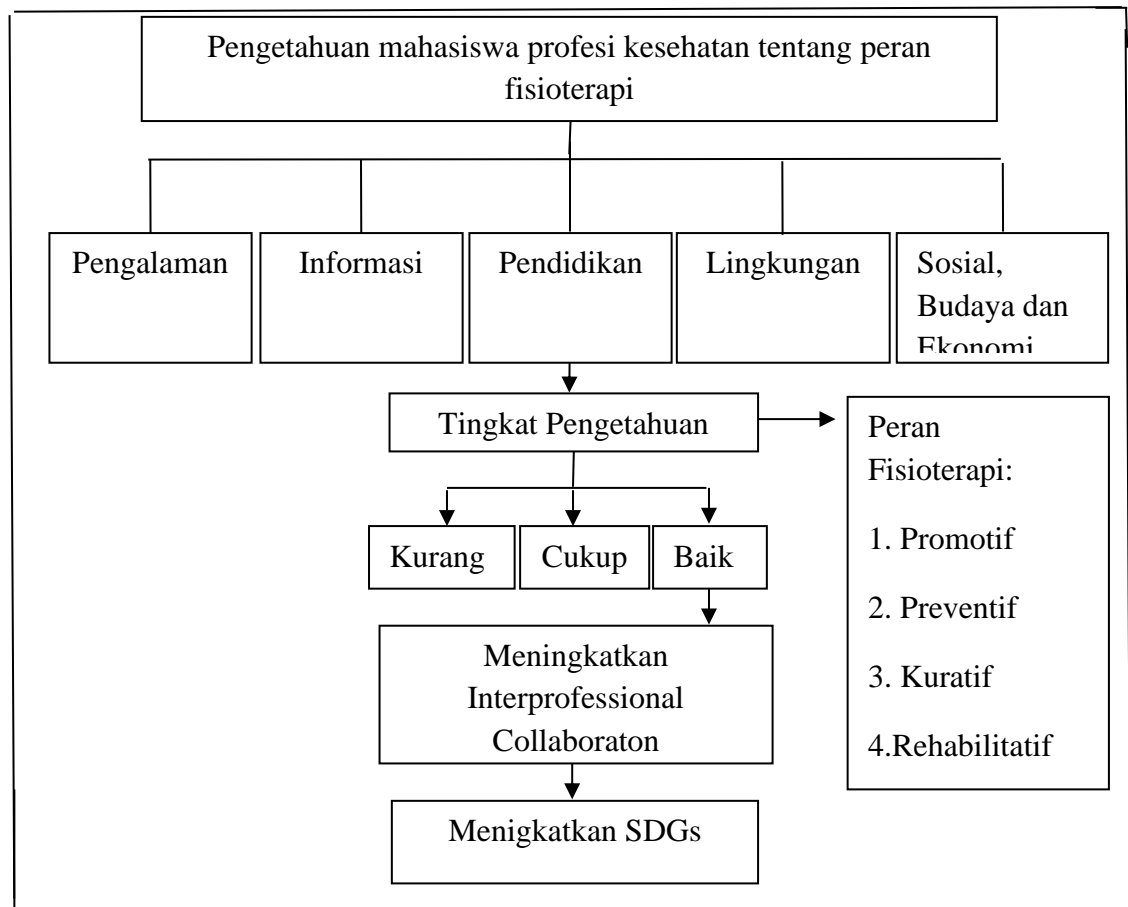 Pengetahuan mahasiswa profesi kesehatan tentang peran
fisioterapi
Pengalaman
Informasi
Pendidikan
Lingkungan
Sosial,
Budaya dan
Ekonomi
Tingkat Pengetahuan
Peran
Fisioterapi:
1. Promotif
2. Preventif
3. Kuratif
4.Rehabilitatif
Kurang
Cukup
Baik
Meningkatkan
Interprofessional
Collaboraton
Menigkatkan SDGs